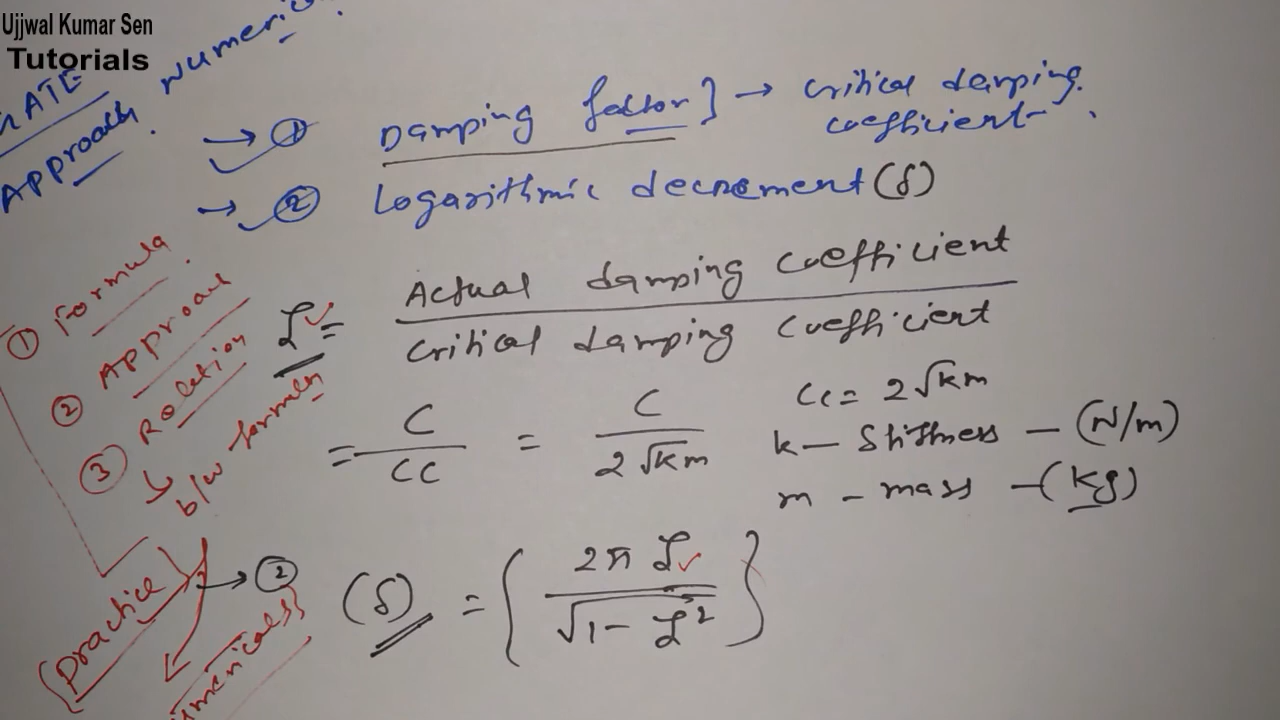 Ujjwal Kumar Sen
Tutorials
GATE
APProach Numeric
→ ① Damping factor] → critical damping
coefficient
→ ② Logarithmic decrement (δ)
① Formula
② Approach
③ Relation
↳ b/w formula
{practice}
numericals}
ξ = Actual damping coefficient
critical damping coefficient
= C/CC = C/2√km
Cc = 2√km
k — Stiffness — (N/m)
m — mass — (kg)
→ ② (δ) = { 2π ξ / √1 - ξ² }